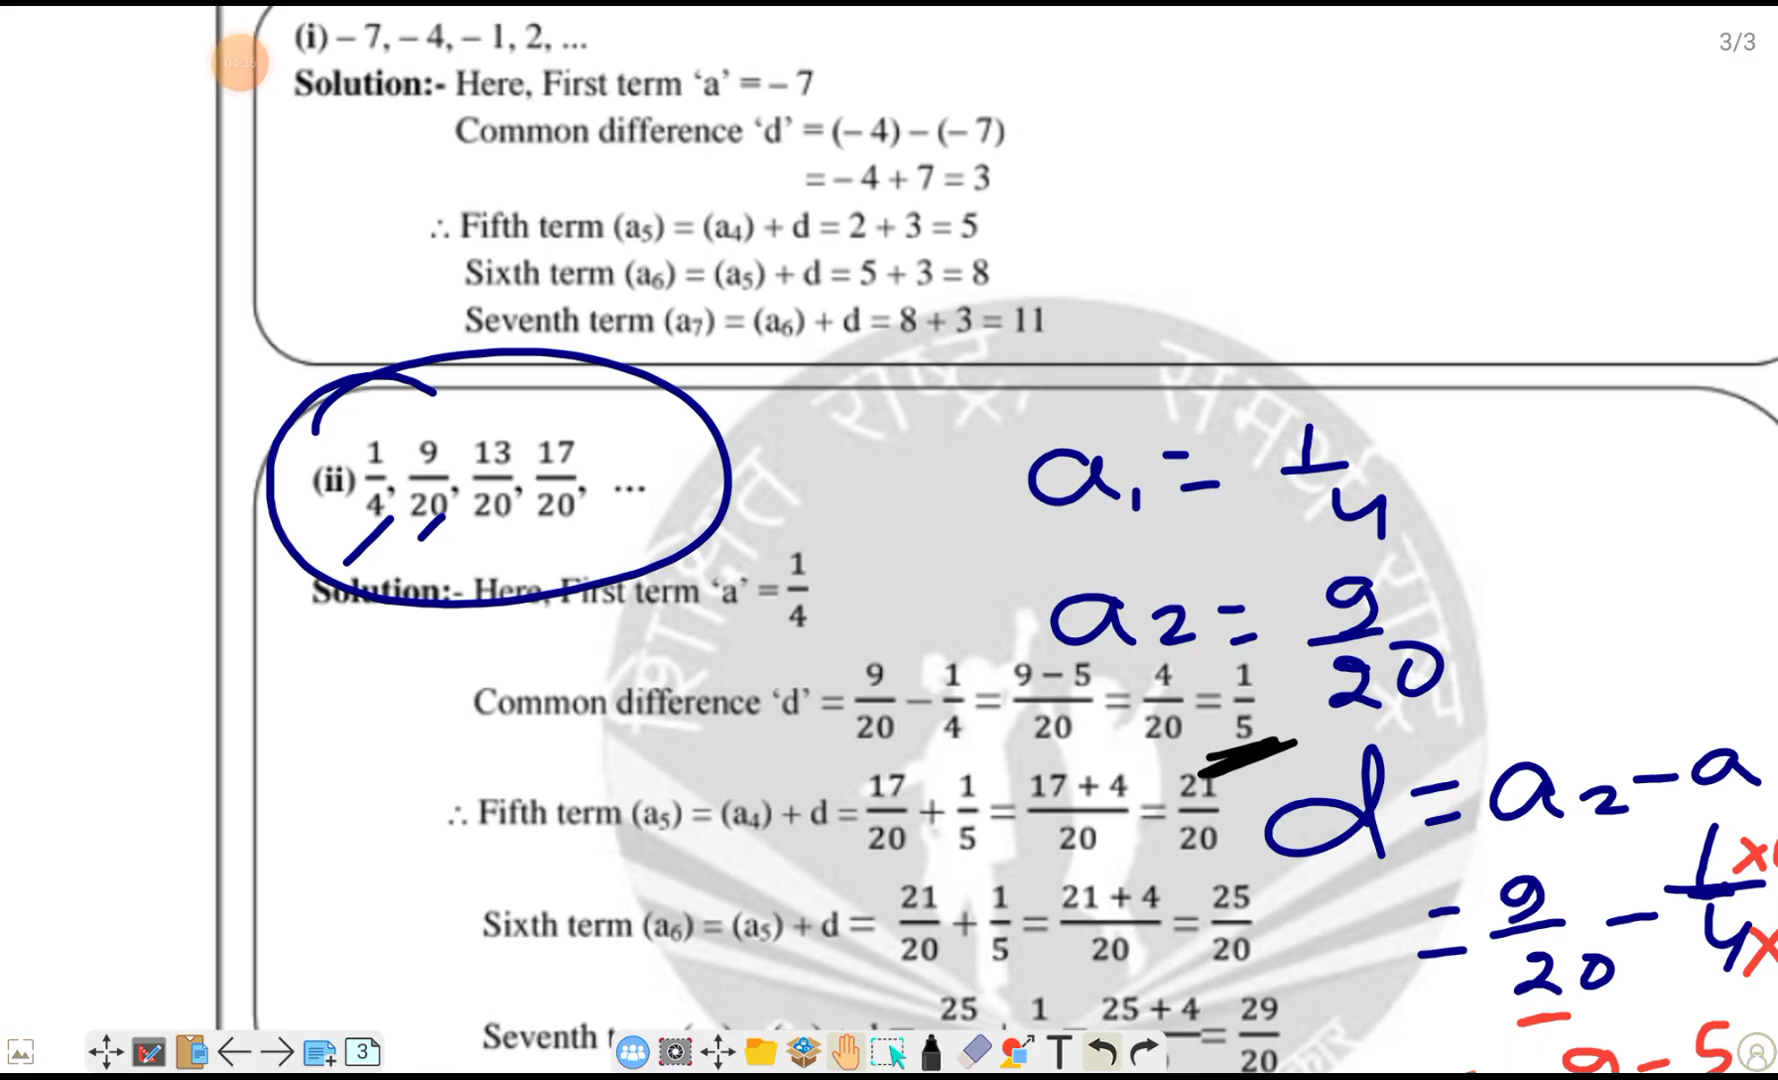 3/3
04:36
(i) – 7, – 4, – 1, 2, ...
Solution:- Here, First term ‘a’ = – 7
Common difference ‘d’ = (– 4) – (– 7)
= – 4 + 7 = 3
∴ Fifth term (a₅) = (a₄) + d = 2 + 3 = 5
Sixth term (a₆) = (a₅) + d = 5 + 3 = 8
Seventh term (a₇) = (a₆) + d = 8 + 3 = 11
(ii) 1/4, 9/20, 13/20, 17/20, ...
Solution:- Here, First term ‘a’ = 1/4
Common difference ‘d’ = 9/20 – 1/4 = 9 – 5/20 = 4/20 = 1/5
∴ Fifth term (a₅) = (a₄) + d = 17/20 + 1/5 = 17 + 4/20 = 21/20
Sixth term (a₆) = (a₅) + d = 21/20 + 1/5 = 21 + 4/20 = 25/20
Seventh 25 1 25 + 4 = 29/20
a₁ = 1/4
a₂ = 9/20
d = a₂ – a
= 9/20 – 1×/4×
9 – 5
3
T